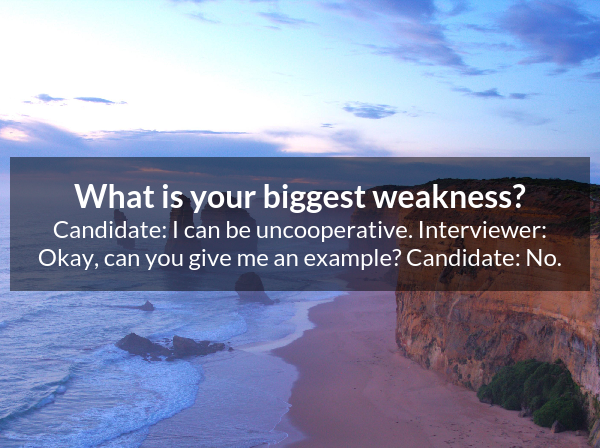 What is your biggest weakness?
Candidate: I can be uncooperative. Interviewer:
Okay, can you give me an example? Candidate: No.